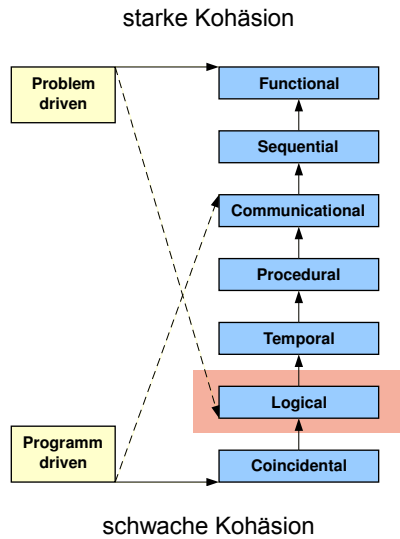 starke Kohäsion
Problem
driven
Functional
Sequential
Communicational
Procedural
Temporal
Logical
Programm
driven
Coincidental
schwache Kohäsion